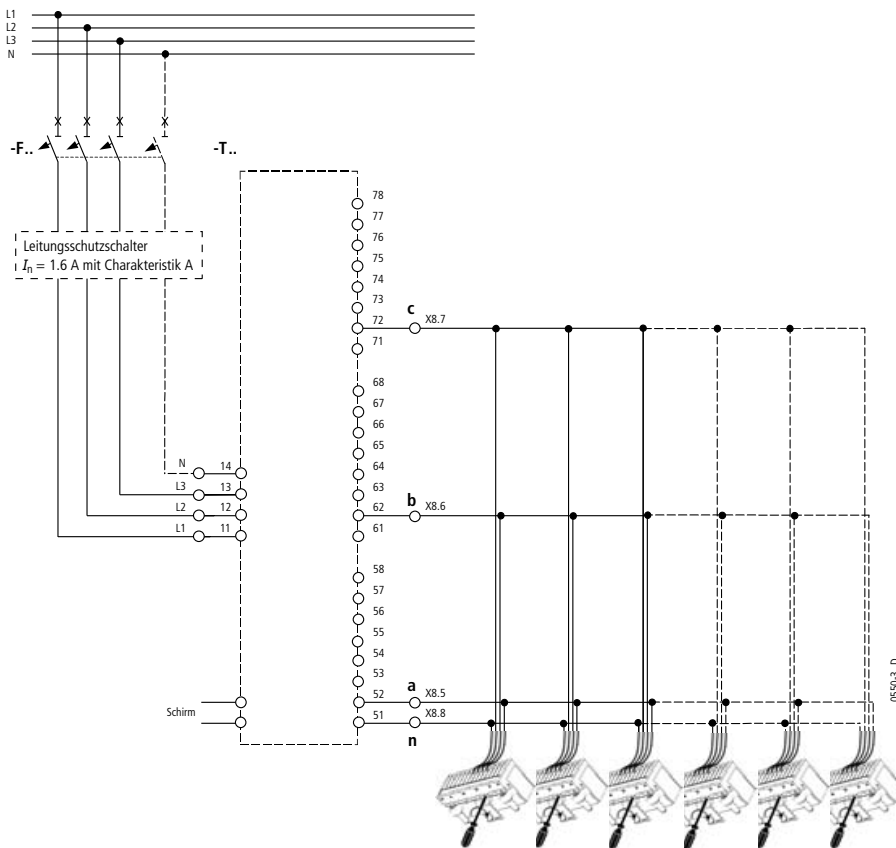 L1
L2
L3
N
-F..
-T..
Leitungsschutzschalter
Iₙ = 1.6 A mit Charakteristik A
78
77
76
75
74
73
72
c
X8.7
71
68
67
66
65
N
14
64
L3
13
63
L2
12
62
b
X8.6
L1
11
61
58
57
56
55
54
53
52
a
X8.5
Schirm
51
X8.8
n
0550-3_D